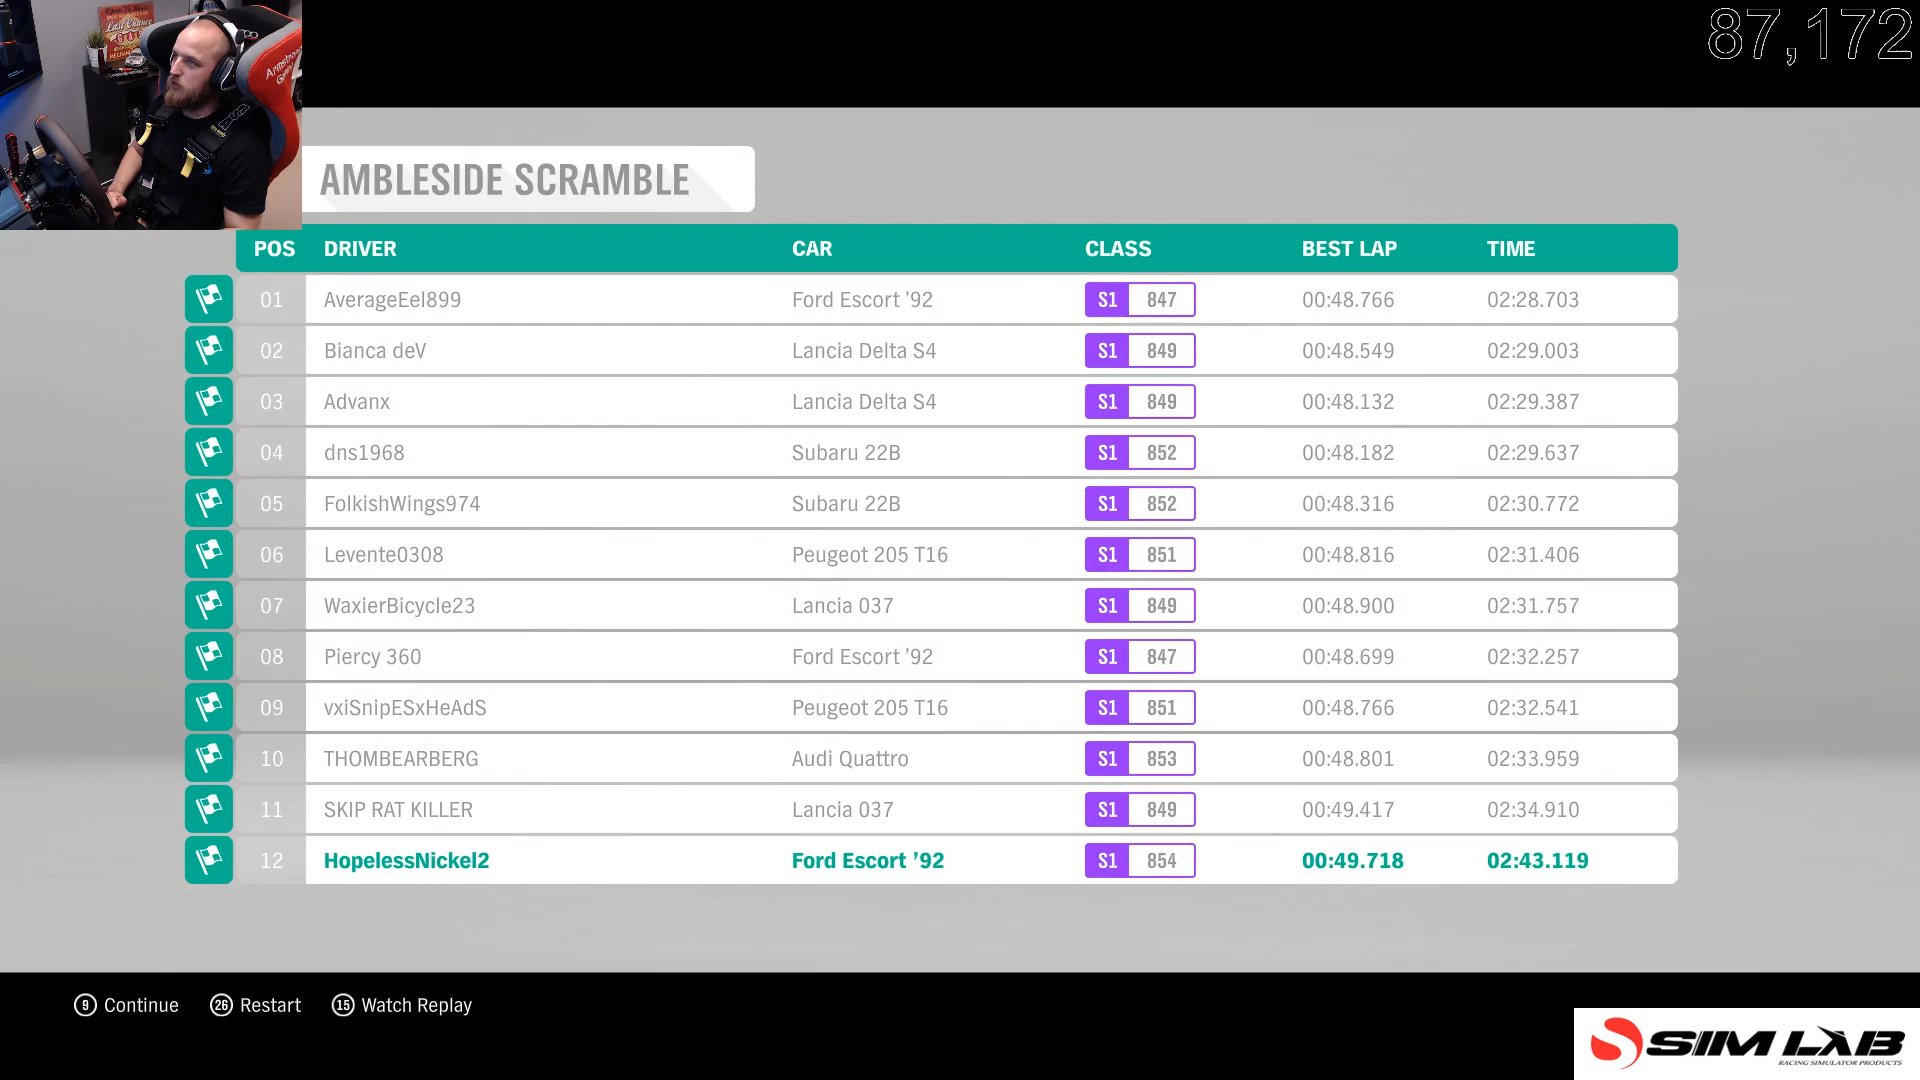 87,172
Last Chance
GAS
MECHANIC
Armstrong
AMBLESIDE SCRAMBLE
POS DRIVER CAR CLASS BEST LAP TIME
01 AverageEel899 Ford Escort ’92 S1 847 00:48.766 02:28.703
02 Bianca deV Lancia Delta S4 S1 849 00:48.549 02:29.003
03 Advanx Lancia Delta S4 S1 849 00:48.132 02:29.387
04 dns1968 Subaru 22B S1 852 00:48.182 02:29.637
05 FolkishWings974 Subaru 22B S1 852 00:48.316 02:30.772
06 Levente0308 Peugeot 205 T16 S1 851 00:48.816 02:31.406
07 WaxierBicycle23 Lancia 037 S1 849 00:48.900 02:31.757
08 Piercy 360 Ford Escort ’92 S1 847 00:48.699 02:32.257
09 vxiSnipESxHeAdS Peugeot 205 T16 S1 851 00:48.766 02:32.541
10 THOMBEARBERG Audi Quattro S1 853 00:48.801 02:33.959
11 SKIP RAT KILLER Lancia 037 S1 849 00:49.417 02:34.910
12 HopelessNickel2 Ford Escort ’92 S1 854 00:49.718 02:43.119
9 Continue 26 Restart 15 Watch Replay
SIM LAB
RACING SIMULATOR PRODUCTS